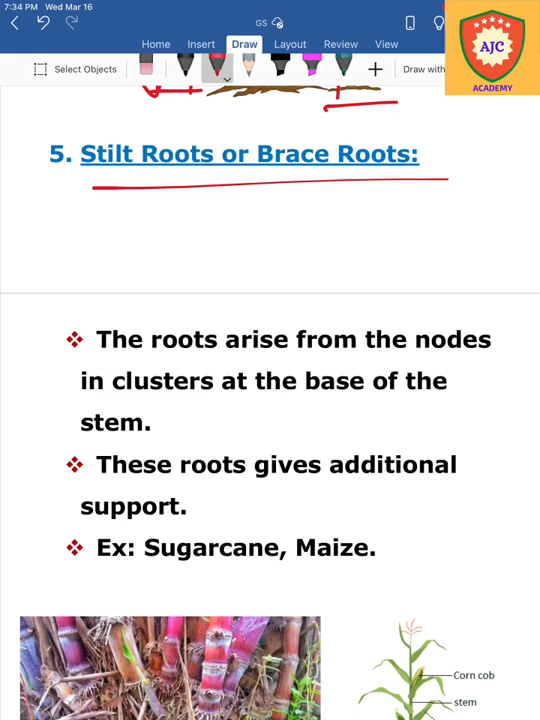 7:34 PM Wed Mar 16
GS
Home Insert Draw Layout Review View
Select Objects
Draw with
AJC
ACADEMY
5. Stilt Roots or Brace Roots:
❖ The roots arise from the nodes
in clusters at the base of the
stem.
❖ These roots gives additional
support.
❖ Ex: Sugarcane, Maize.
Corn cob
stem